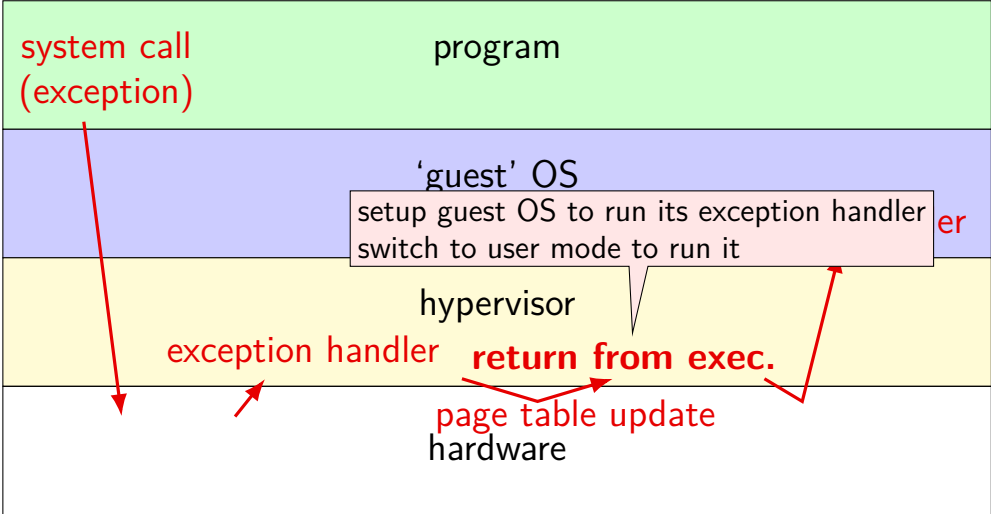 system call
(exception)
program
‘guest’ OS
setup guest OS to run its exception handler
switch to user mode to run it
er
hypervisor
exception handler
return from exec.
page table update
hardware